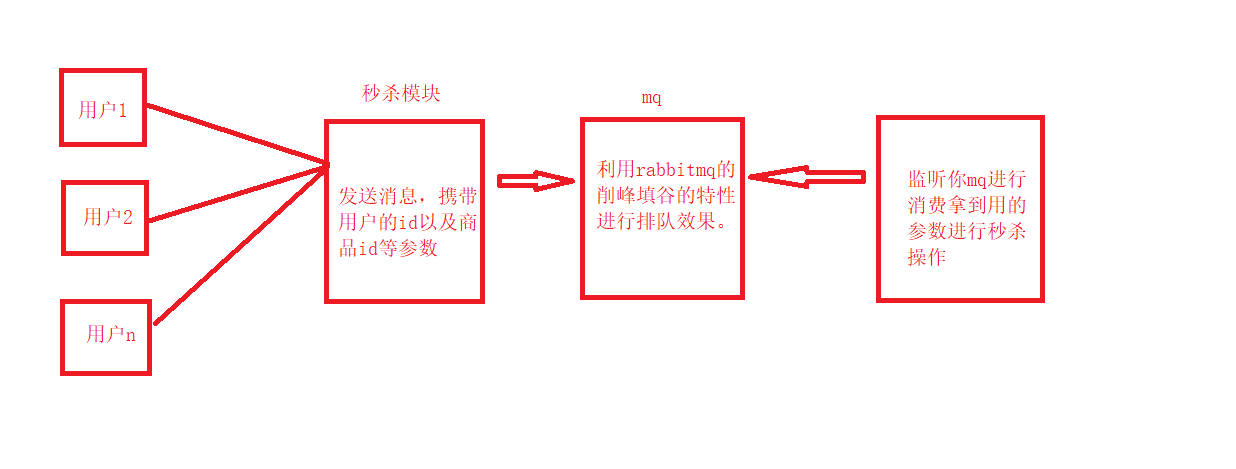 用户1
用户2
用户n
秒杀模块
发送消息，携带
用户的id以及商
品id等参数
mq
利用rabbitmq的
削峰填谷的特性
进行排队效果。
监听你mq进行
消费拿到用的
参数进行秒杀
操作